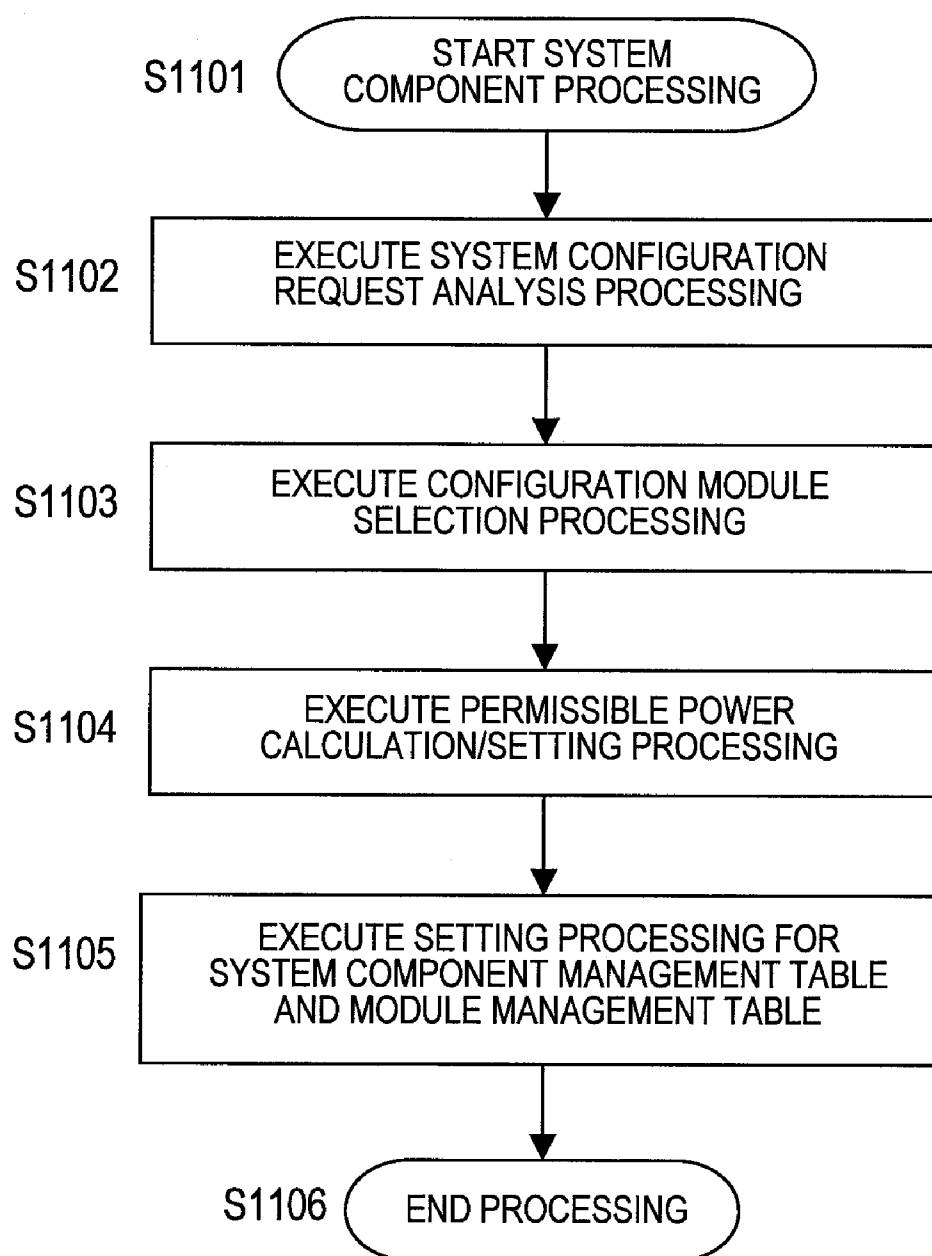 S1101
START SYSTEM
COMPONENT PROCESSING
S1102
EXECUTE SYSTEM CONFIGURATION
REQUEST ANALYSIS PROCESSING
S1103
EXECUTE CONFIGURATION MODULE
SELECTION PROCESSING
S1104
EXECUTE PERMISSIBLE POWER
CALCULATION/SETTING PROCESSING
S1105
EXECUTE SETTING PROCESSING FOR
SYSTEM COMPONENT MANAGEMENT TABLE
AND MODULE MANAGEMENT TABLE
S1106
END PROCESSING